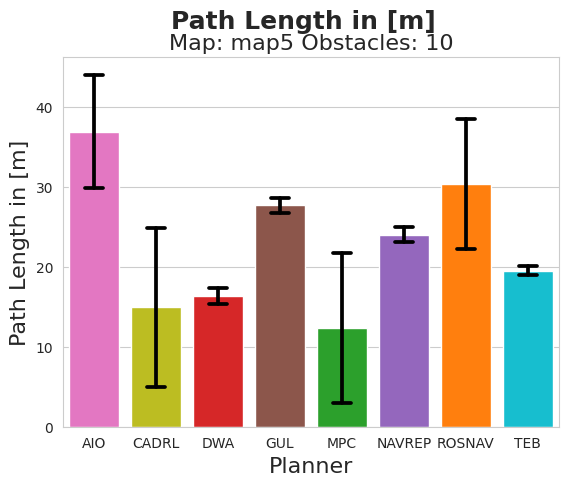 Path Length in [m]
Map: map5 Obstacles: 10
Path Length in [m]
40
30
20
10
0
AIO CADRL DWA GUL MPC NAVREP ROSNAV TEB
Planner